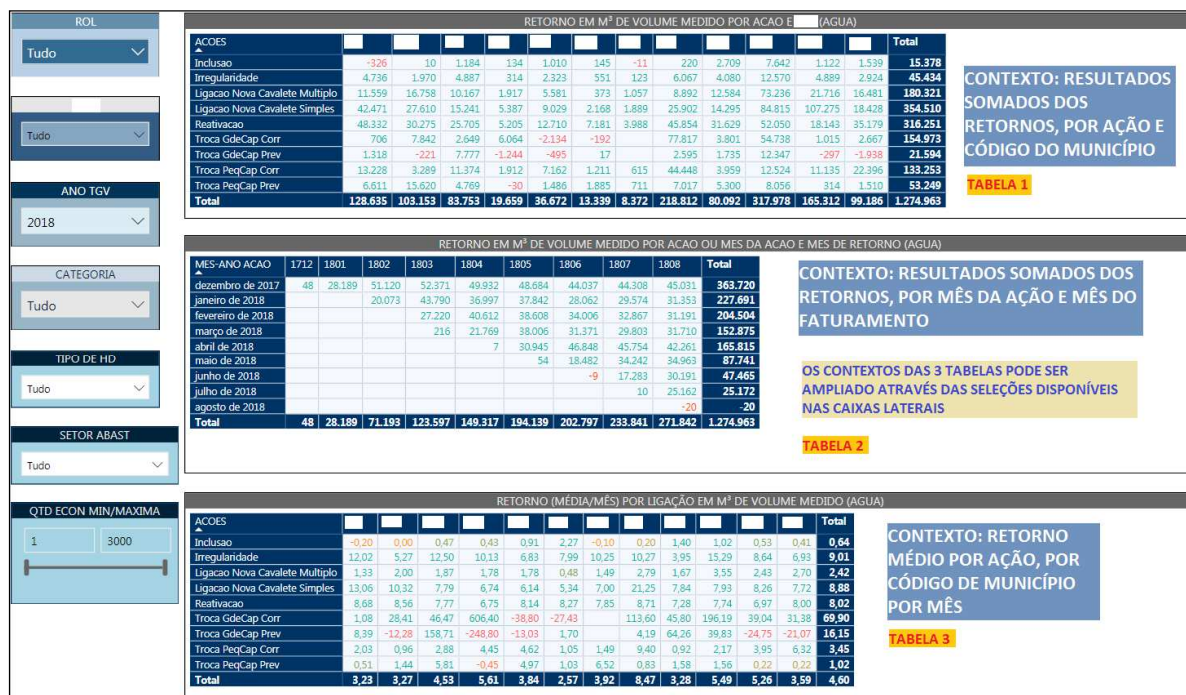 ROL
Tudo
Tudo
ANO TGV
2018
CATEGORIA
Tudo
TIPO DE HD
Tudo
SETOR ABAST
Tudo
QTD ECON MIN/MAXIMA
1 3000
RETORNO EM M³ DE VOLUME MEDIDO POR ACAO E (AGUA)
ACOES Total
Inclusao -326 10 1.184 134 1.010 145 -11 220 2.709 7.642 1.122 1.539 15.378
Irregularidade 4.736 1.970 4.887 314 2.323 551 123 6.067 4.080 12.570 4.889 2.924 45.434
Ligacao Nova Cavalete Multiplo 11.559 16.758 10.167 1.917 5.581 373 1.057 8.892 12.584 73.236 21.716 16.481 180.321
Ligacao Nova Cavalete Simples 42.471 27.610 15.241 5.387 9.029 2.168 1.889 25.902 14.295 84.815 107.275 18.428 354.510
Reativacao 48.332 30.275 25.705 5.205 12.710 7.181 3.988 45.854 31.629 52.050 18.143 35.179 316.251
Troca GdeCap Corr 706 7.842 2.649 6.064 -2.134 -192 77.817 3.801 54.738 1.015 2.667 154.973
Troca GdeCap Prev 1.318 -221 7.777 -1.244 -495 17 2.595 1.735 12.347 -297 -1.938 21.594
Troca PeqCap Corr 13.228 3.289 11.374 1.912 7.162 1.211 615 44.448 3.959 12.524 11.135 22.396 133.253
Troca PeqCap Prev 6.611 15.620 4.769 -30 1.486 1.885 711 7.017 5.300 8.056 314 1.510 53.249
Total 128.635 103.153 83.753 19.659 36.672 13.339 8.372 218.812 80.092 317.978 165.312 99.186 1.274.963
CONTEXTO: RESULTADOS
SOMADOS DOS
RETORNOS, POR AÇÃO E
CÓDIGO DO MUNICÍPIO
TABELA 1
RETORNO EM M³ DE VOLUME MEDIDO POR ACAO OU MES DA ACAO E MES DE RETORNO (AGUA)
MES-ANO ACAO 1712 1801 1802 1803 1804 1805 1806 1807 1808 Total
dezembro de 2017 48 28.189 51.120 52.371 49.932 48.684 44.037 44.308 45.031 363.720
janeiro de 2018 20.073 43.790 36.997 37.842 28.062 29.574 31.353 227.691
fevereiro de 2018 27.220 40.612 38.608 34.006 32.867 31.191 204.504
março de 2018 216 21.769 38.006 31.371 29.803 31.710 152.875
abril de 2018 7 30.945 46.848 45.754 42.261 165.815
maio de 2018 54 18.482 34.242 34.963 87.741
junho de 2018 -9 17.283 30.191 47.465
julho de 2018 10 25.162 25.172
agosto de 2018 -20 -20
Total 48 28.189 71.193 123.597 149.317 194.139 202.797 233.841 271.842 1.274.963
CONTEXTO: RESULTADOS SOMADOS DOS
RETORNOS, POR MÊS DA AÇÃO E MÊS DO
FATURAMENTO
OS CONTEXTOS DAS 3 TABELAS PODE SER
AMPLIADO ATRAVÉS DAS SELEÇÕES DISPONÍVEIS
NAS CAIXAS LATERAIS
TABELA 2
RETORNO (MÉDIA/MÊS) POR LIGAÇÃO EM M³ DE VOLUME MEDIDO (AGUA)
ACOES Total
Inclusao -0,20 0,00 0,47 0,43 0,91 2,27 -0,10 0,20 1,40 1,02 0,53 0,41 0,64
Irregularidade 12,02 5,27 12,50 10,13 6,83 7,99 10,25 10,27 3,95 15,29 8,64 6,93 9,01
Ligacao Nova Cavalete Multiplo 1,33 2,00 1,87 1,78 1,78 0,48 1,49 2,79 1,67 3,55 2,43 2,70 2,42
Ligacao Nova Cavalete Simples 13,06 10,32 7,79 6,74 6,14 5,34 7,00 21,25 7,84 7,93 8,26 7,72 8,88
Reativacao 8,68 8,56 7,77 6,75 8,14 8,27 7,85 8,71 7,28 7,74 6,97 8,00 8,02
Troca GdeCap Corr 1,08 28,41 46,47 606,40 -38,80 -27,43 113,60 45,80 196,19 39,04 31,38 69,90
Troca GdeCap Prev 8,39 -12,28 158,71 -248,80 -13,03 1,70 4,19 64,26 39,83 -24,75 -21,07 16,15
Troca PeqCap Corr 2,03 0,96 2,88 4,45 4,62 1,05 1,49 9,40 0,92 2,17 3,95 6,32 3,45
Troca PeqCap Prev 0,51 1,44 5,81 -0,45 4,97 1,03 6,52 0,83 1,58 1,56 0,22 0,22 1,02
Total 3,23 3,27 4,53 5,61 3,84 2,57 3,92 8,47 3,28 5,49 5,26 3,59 4,60
CONTEXTO: RETORNO
MÉDIO POR AÇÃO, POR
CÓDIGO DE MUNICÍPIO
POR MÊS
TABELA 3